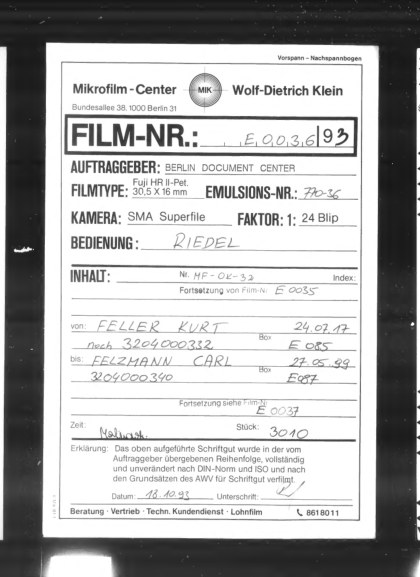 Vorspann – Nachspannbogen
Mikrofilm-Center MIK Wolf-Dietrich Klein
Bundesallee 38, 1000 Berlin 31
FILM-NR.: E,0,0,3,6|93
AUFTRAGGEBER: BERLIN DOCUMENT CENTER
FILMTYPE: Fuji HR II-Pet. 30,5 X 16 mm EMULSIONS-NR.: 770-36
KAMERA: SMA Superfile FAKTOR: 1: 24 Blip
BEDIENUNG: RIEDEL
INHALT: Nr. MF-OK-32 Index:
Fortsetzung von Film-Nr. E 0035
von: FELLER KURT 24.07.17
noch 3204000332 Box E 085
bis: FELZMANN CARL 27.05.99
3204000340 Box E087
Fortsetzung siehe Film-Nr.
E 0037
Zeit: Stück: 3010
Erklärung: Das oben aufgeführte Schriftgut wurde in der vom
Auftraggeber übergebenen Reihenfolge, vollständig
und unverändert nach DIN-Norm und ISO und nach
den Grundsätzen des AWV für Schriftgut verfilmt.
Datum: 18.10.93 Unterschrift:
Beratung · Vertrieb · Techn. Kundendienst · Lohnfilm 8618011